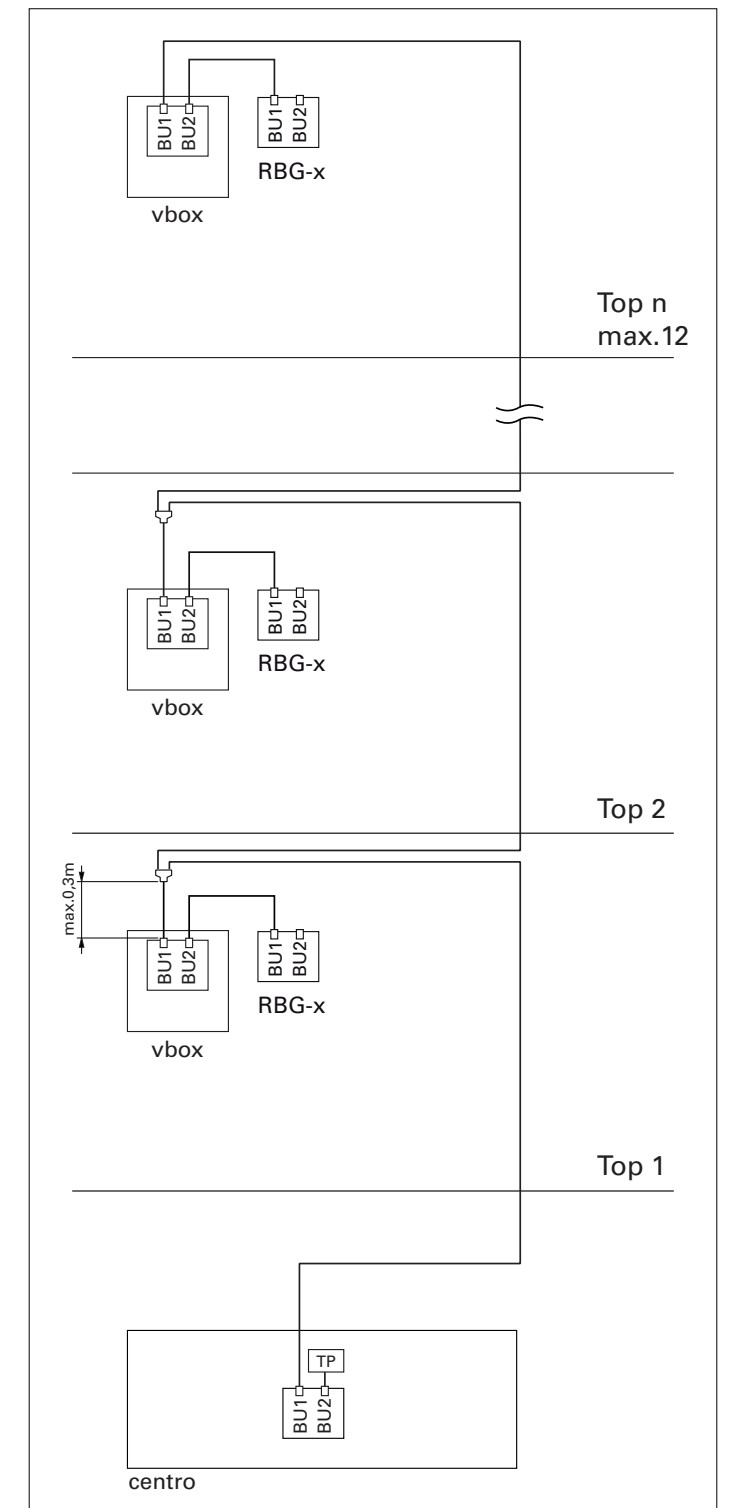 BU1
BU2
BU1
BU2
RBG-x
vbox
Top n
max.12
BU1
BU2
BU1
BU2
RBG-x
vbox
Top 2
max.0,3m
BU1
BU2
BU1
BU2
RBG-x
vbox
Top 1
TP
BU1
BU2
centro